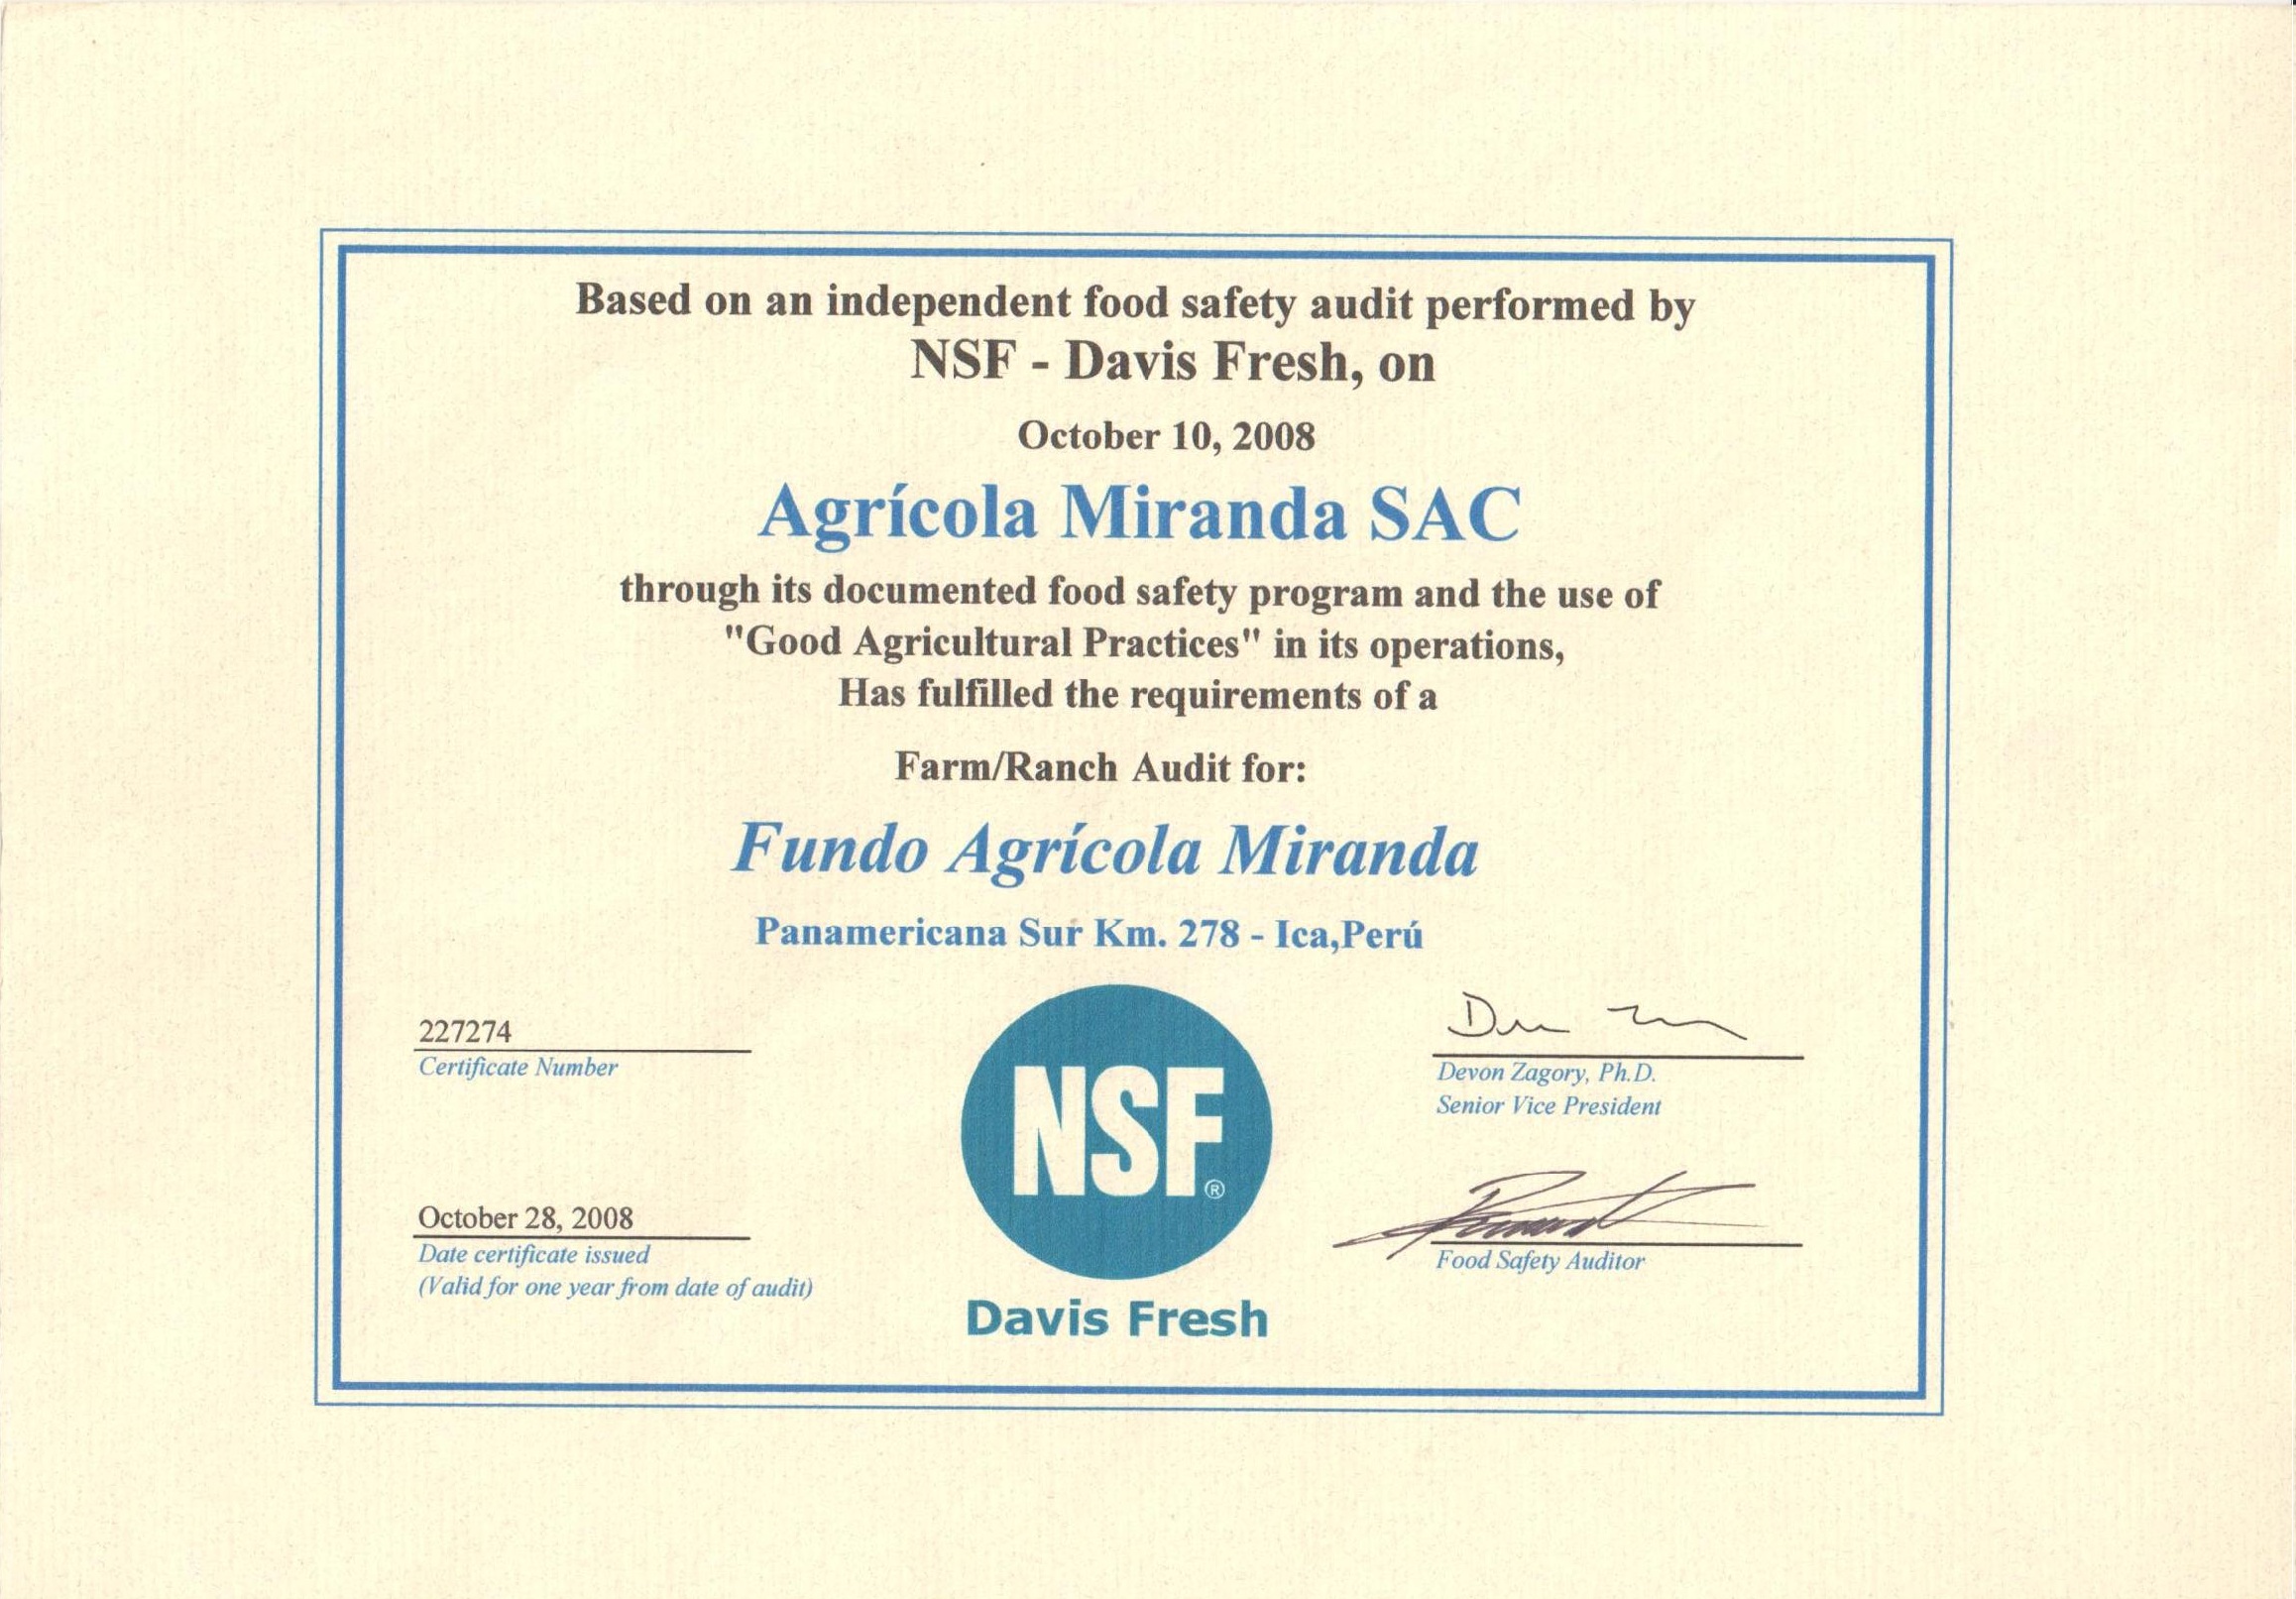 Based on an independent food safety audit performed by
NSF - Davis Fresh, on
October 10, 2008
Agrícola Miranda SAC
through its documented food safety program and the use of
"Good Agricultural Practices" in its operations,
Has fulfilled the requirements of a
Farm/Ranch Audit for:
Fundo Agrícola Miranda
Panamericana Sur Km. 278 - Ica,Perú
227274
Certificate Number
October 28, 2008
Date certificate issued
(Valid for one year from date of audit)
NSF®
Davis Fresh
Devon Zagory, Ph.D.
Senior Vice President
Food Safety Auditor